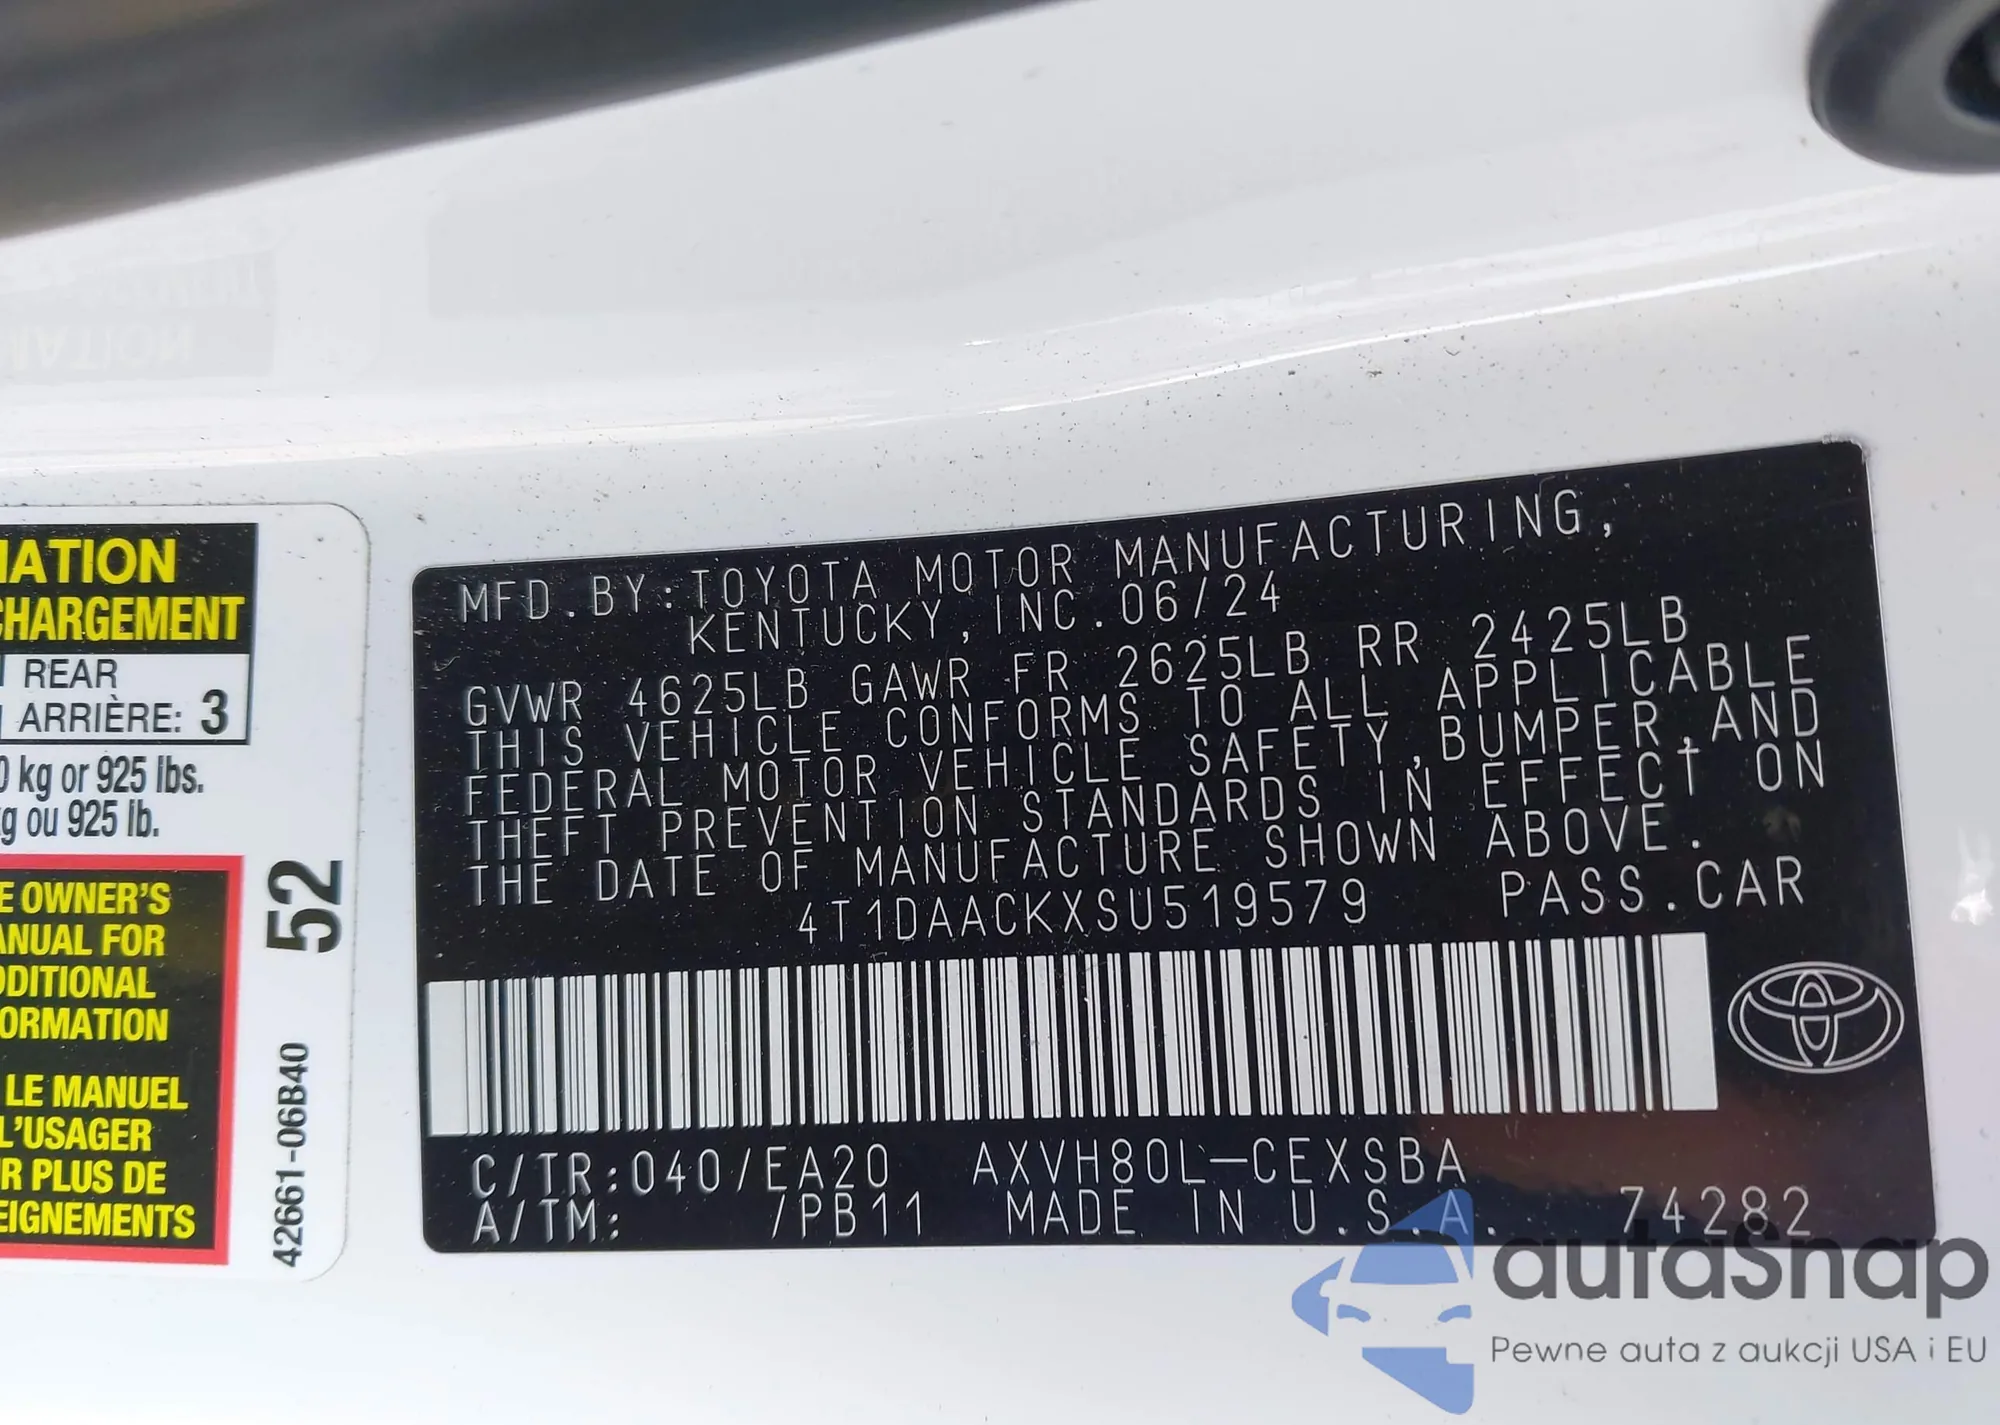 IATION
CHARGEMENT
REAR
ARRIÈRE: 3
0 kg or 925 lbs.
kg ou 925 lb.
E OWNER'S
ANUAL FOR
DDITIONAL
ORMATION
LE MANUEL
L'USAGER
R PLUS DE
EIGNEMENTS
52
42661-06B40
MFD.BY:TOYOTA MOTOR MANUFACTURING,
KENTUCKY,INC.06/24
GVWR 4625LB GAWR FR 2625LB RR 2425LB
THIS VEHICLE CONFORMS TO ALL APPLICABLE
FEDERAL MOTOR VEHICLE SAFETY,BUMPER,AND
THEFT PREVENTION STANDARDS IN EFFECT ON
THE DATE OF MANUFACTURE SHOWN ABOVE.
4T1DAACKXSU519579 PASS.CAR
C/TR:040/EA20 AXVH80L-CEXSBA
A/TM: /PB11 MADE IN U.S.A. 74282
autaSnap
Pewne auta z aukcji USA i EU